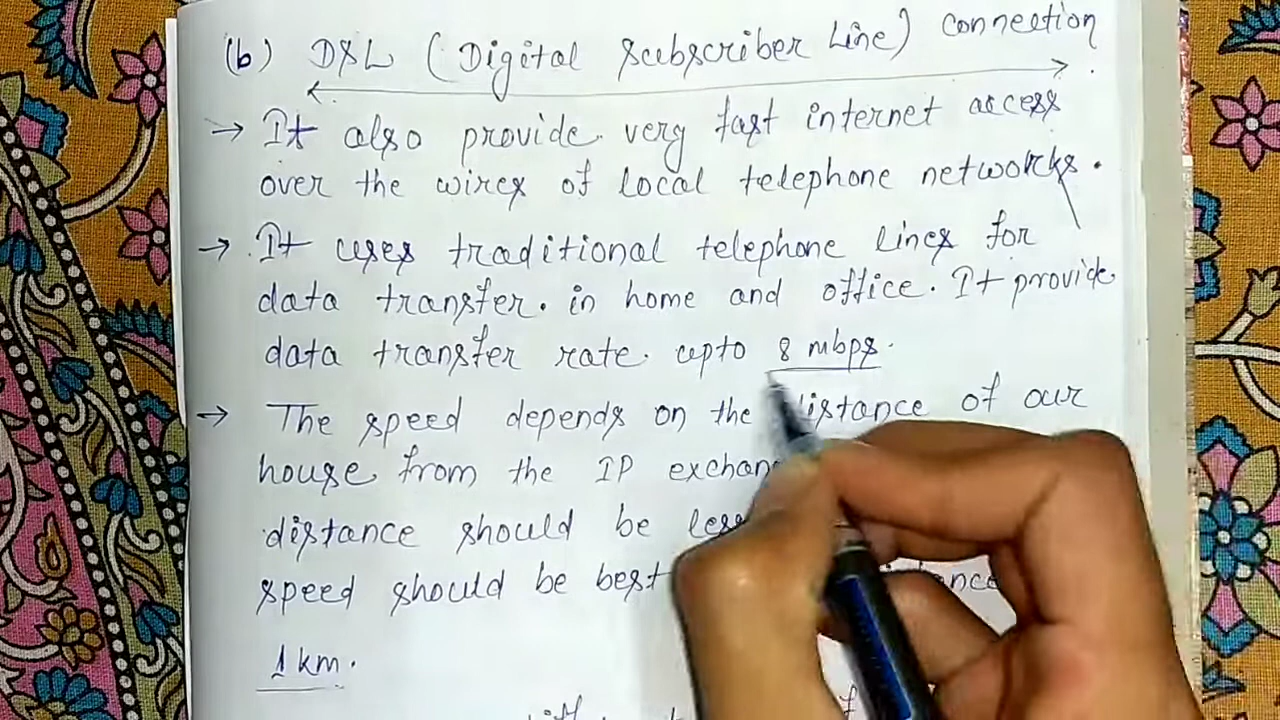 (b) DSL (Digital Subscriber Line) connection
→ It also provide very fast internet access
over the wires of local telephone networks.
→ It uses traditional telephone lines for
data transfer. in home and office. It provide
data transfer rate upto 8 mbps.
→ The speed depends on the distance of our
house from the IP
distance should be
speed should be best
1 km.